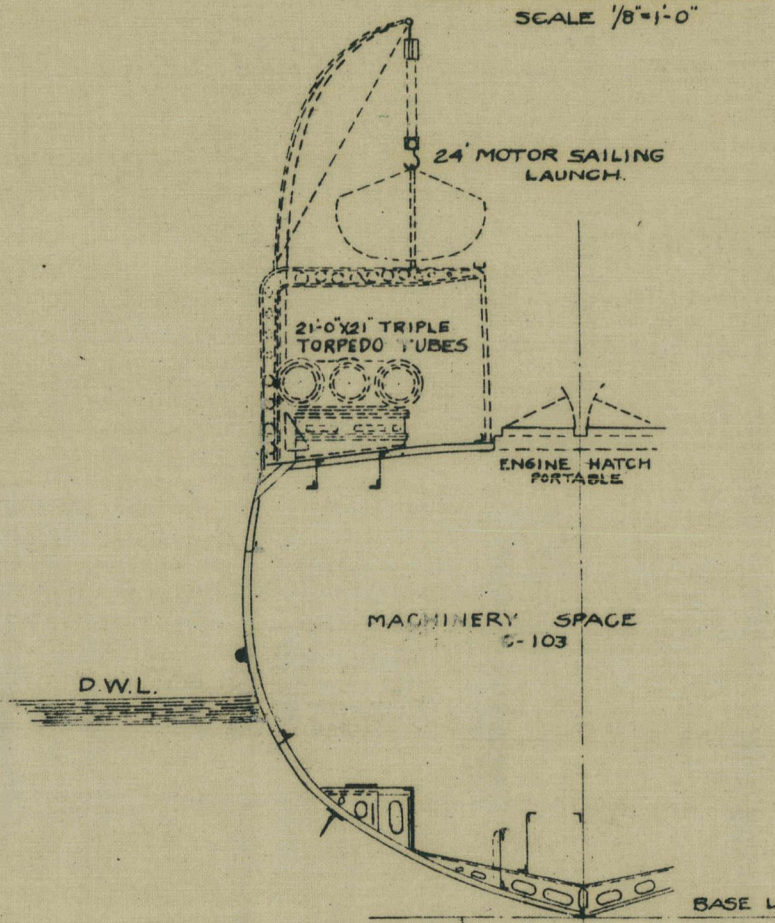 SCALE 1/8"=1'-0"
24' MOTOR SAILING
LAUNCH.
21'-0"X21" TRIPLE
TORPEDO TUBES
ENGINE HATCH
PORTABLE
MACHINERY SPACE
C-103
D.W.L.
BASE L